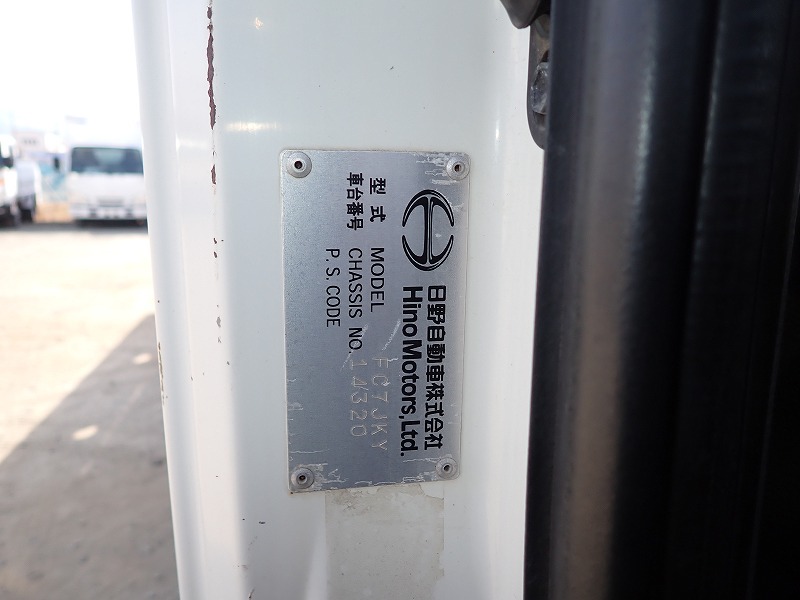 日野自動車株式会社
Hino Motors, Ltd.
型式 MODEL FC7JKY
車台番号 CHASSIS NO. 14320
P. S. CODE